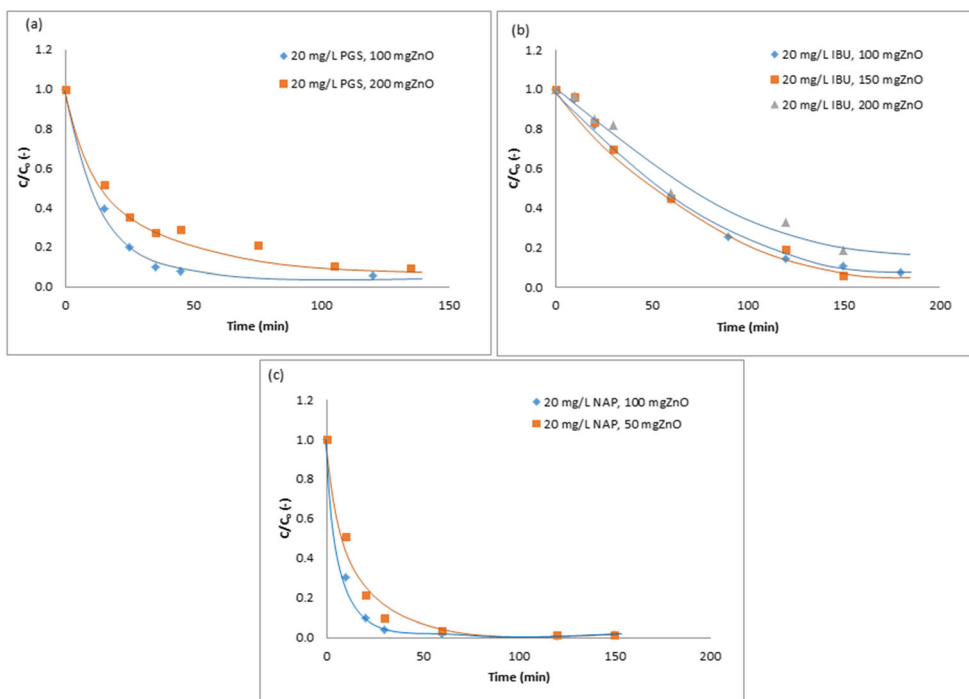 (a)
20 mg/L PGS, 100 mgZnO
20 mg/L PGS, 200 mgZnO
1.2
1.0
0.8
0.6
0.4
0.2
0.0
C/Co (-)
0
50
100
150
Time (min)
(b)
20 mg/L IBU, 100 mgZnO
20 mg/L IBU, 150 mgZnO
20 mg/L IBU, 200 mgZnO
1.2
1.0
0.8
0.6
0.4
0.2
0.0
C/Co (-)
0
50
100
150
200
Time (min)
(c)
20 mg/L NAP, 100 mgZnO
20 mg/L NAP, 50 mgZnO
1.2
1.0
0.8
0.6
0.4
0.2
0.0
C/Co (-)
0
50
100
150
200
Time (min)